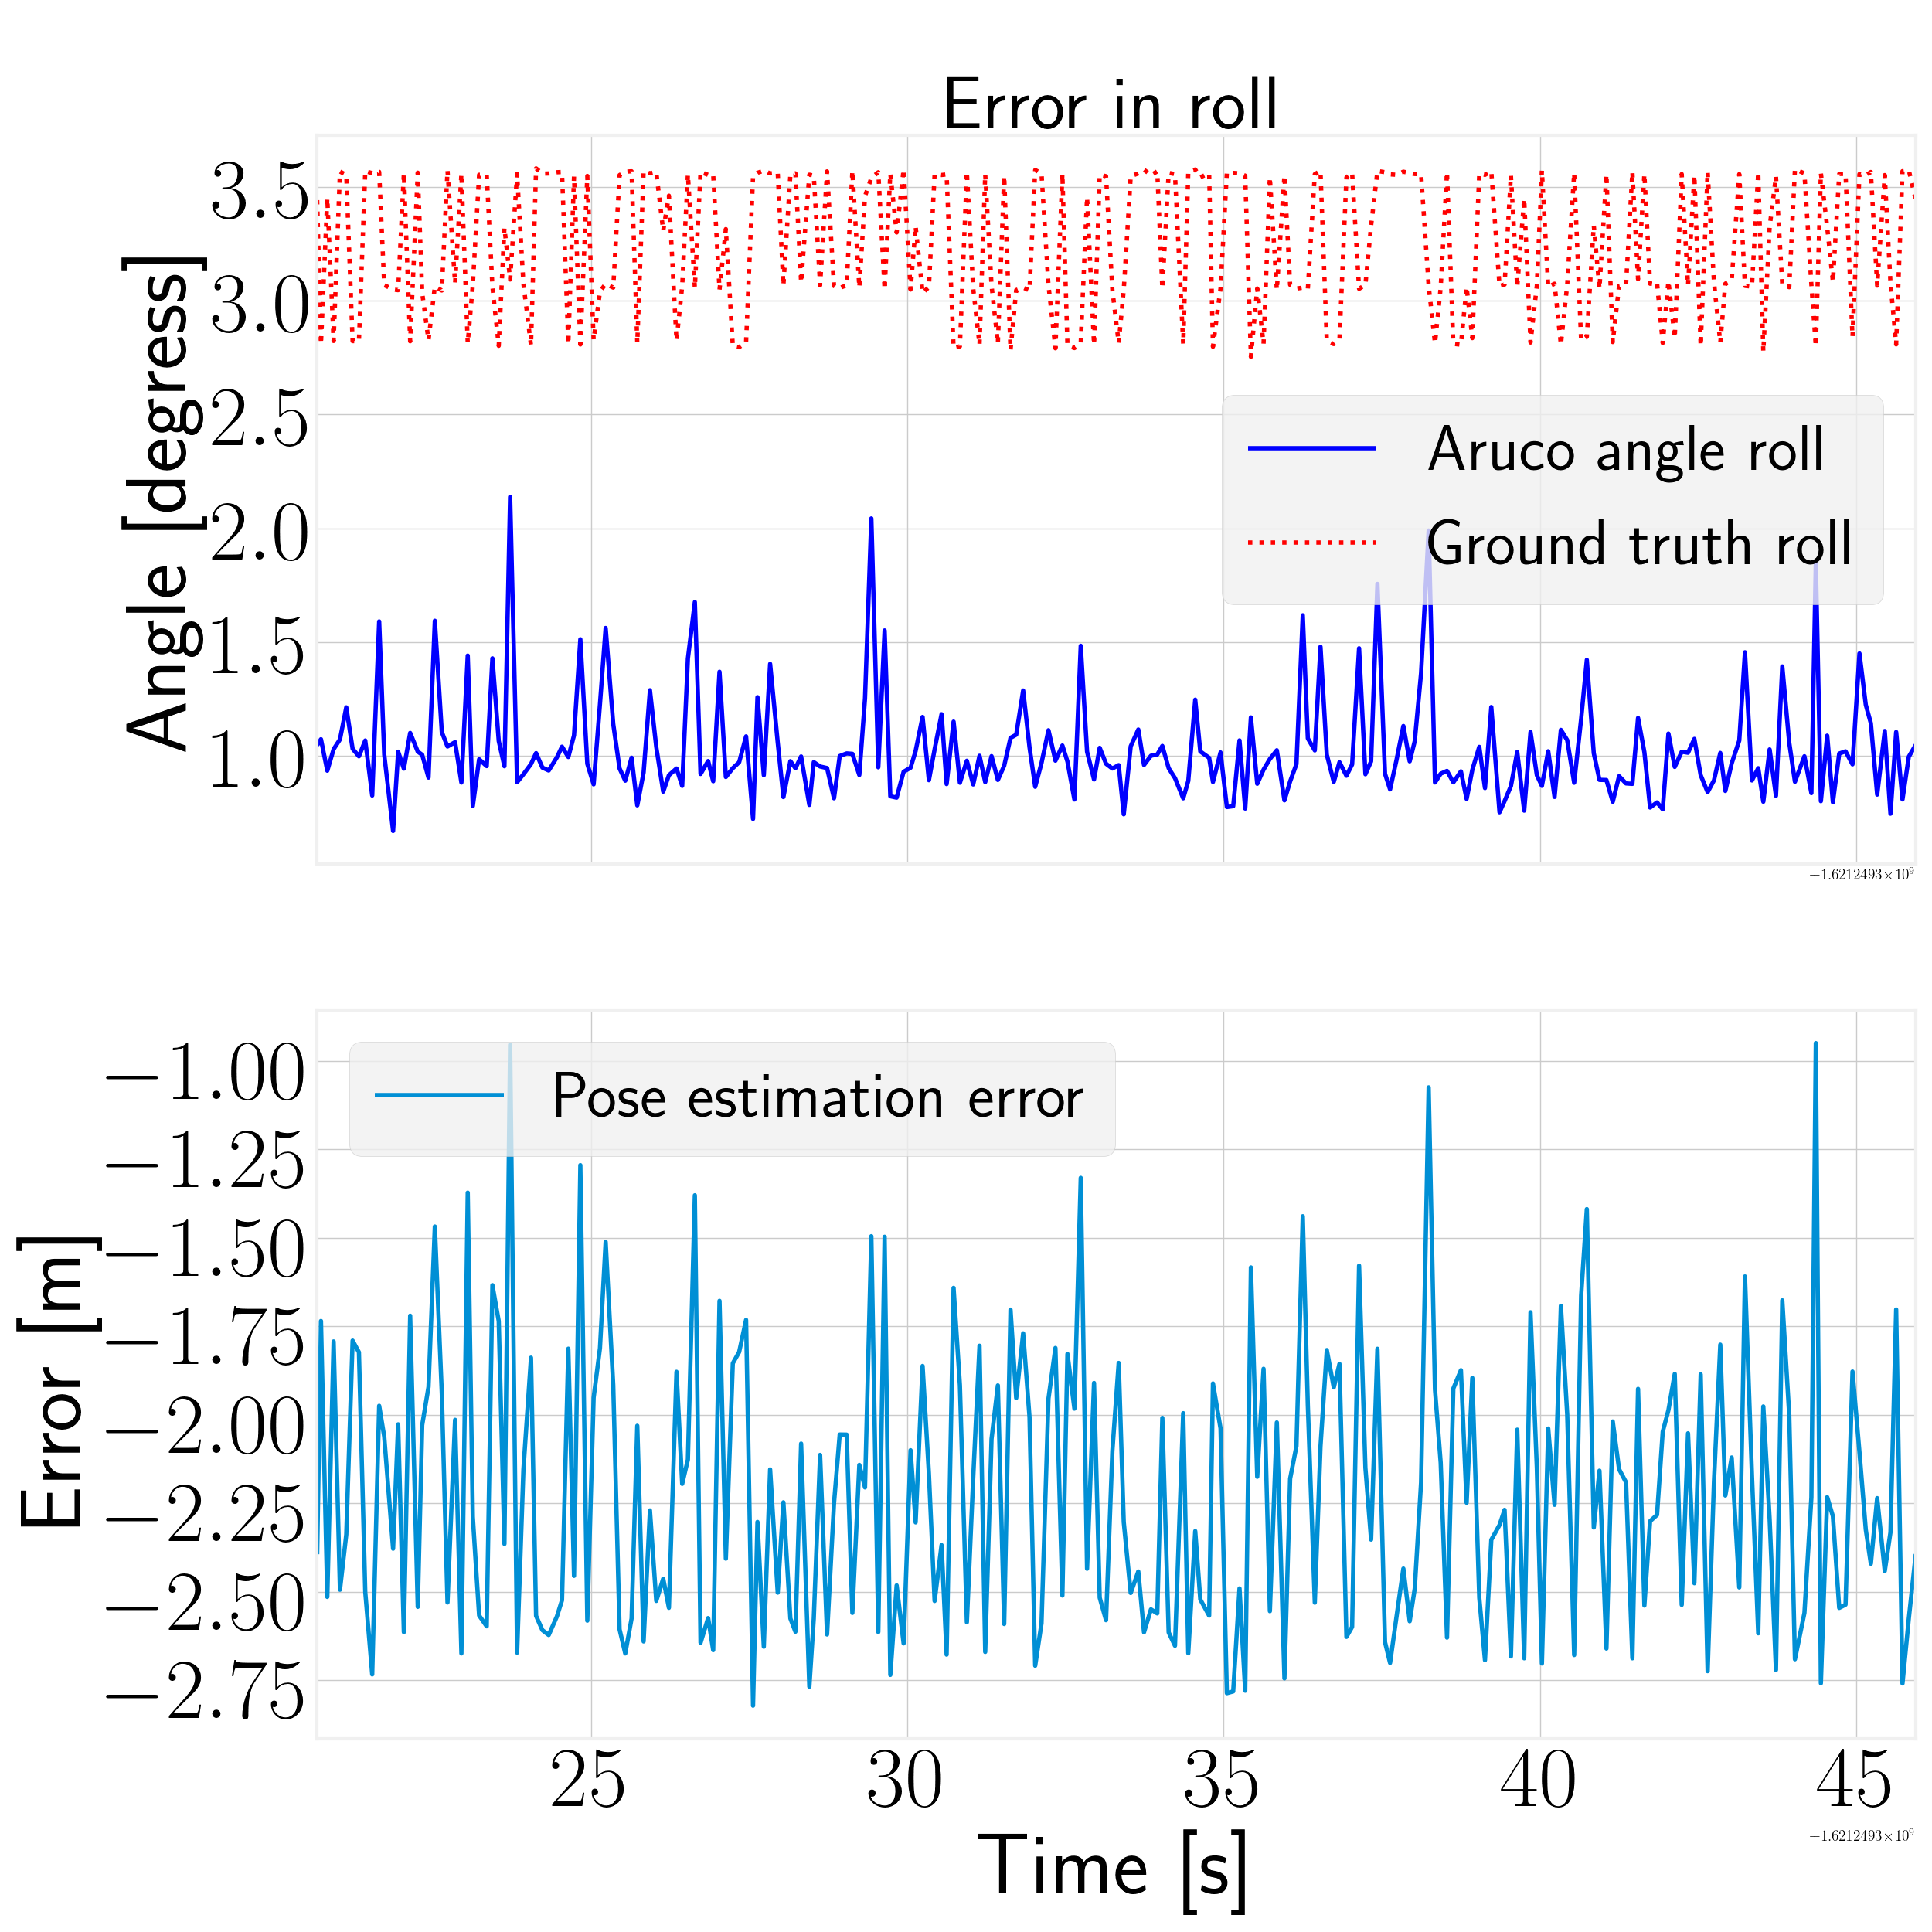 Error in roll
Angle [degress]
3.5
3.0
2.5
2.0
1.5
1.0
Aruco angle roll
Ground truth roll
+1.6212493×10⁹
Error [m]
−1.00
−1.25
−1.50
−1.75
−2.00
−2.25
−2.50
−2.75
Pose estimation error
25 30 35 40 45
+1.6212493×10⁹
Time [s]